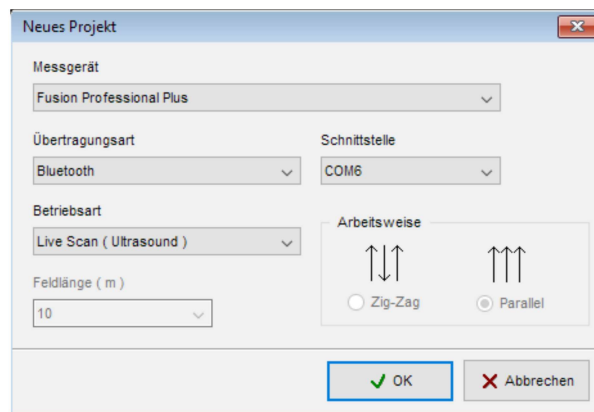 Neues Projekt
Messgerät
Fusion Professional Plus
Übertragungsart
Schnittstelle
Bluetooth
COM6
Betriebsart
Live Scan ( Ultrasound )
Arbeitsweise
Feldlänge ( m )
10
Zig-Zag
Parallel
OK
Abbrechen